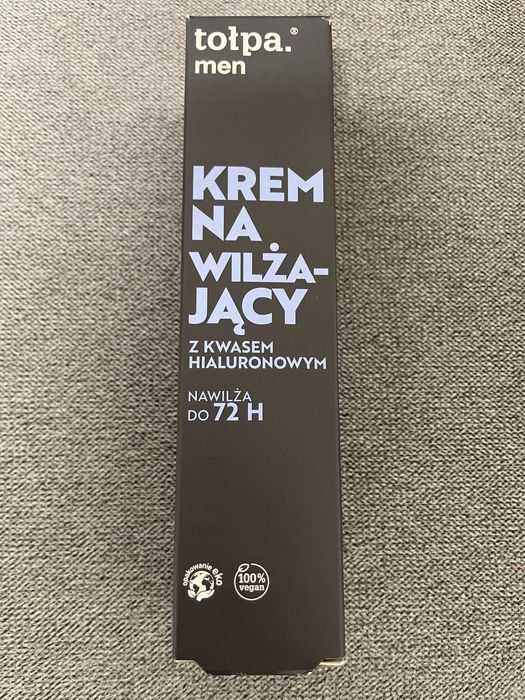 tołpa.®
men
KREM
NA
WILŻA-
JĄCY
Z KWASEM
HIALURONOWYM
NAWILŻA
DO 72 H
opakowanie eko
100%
vegan